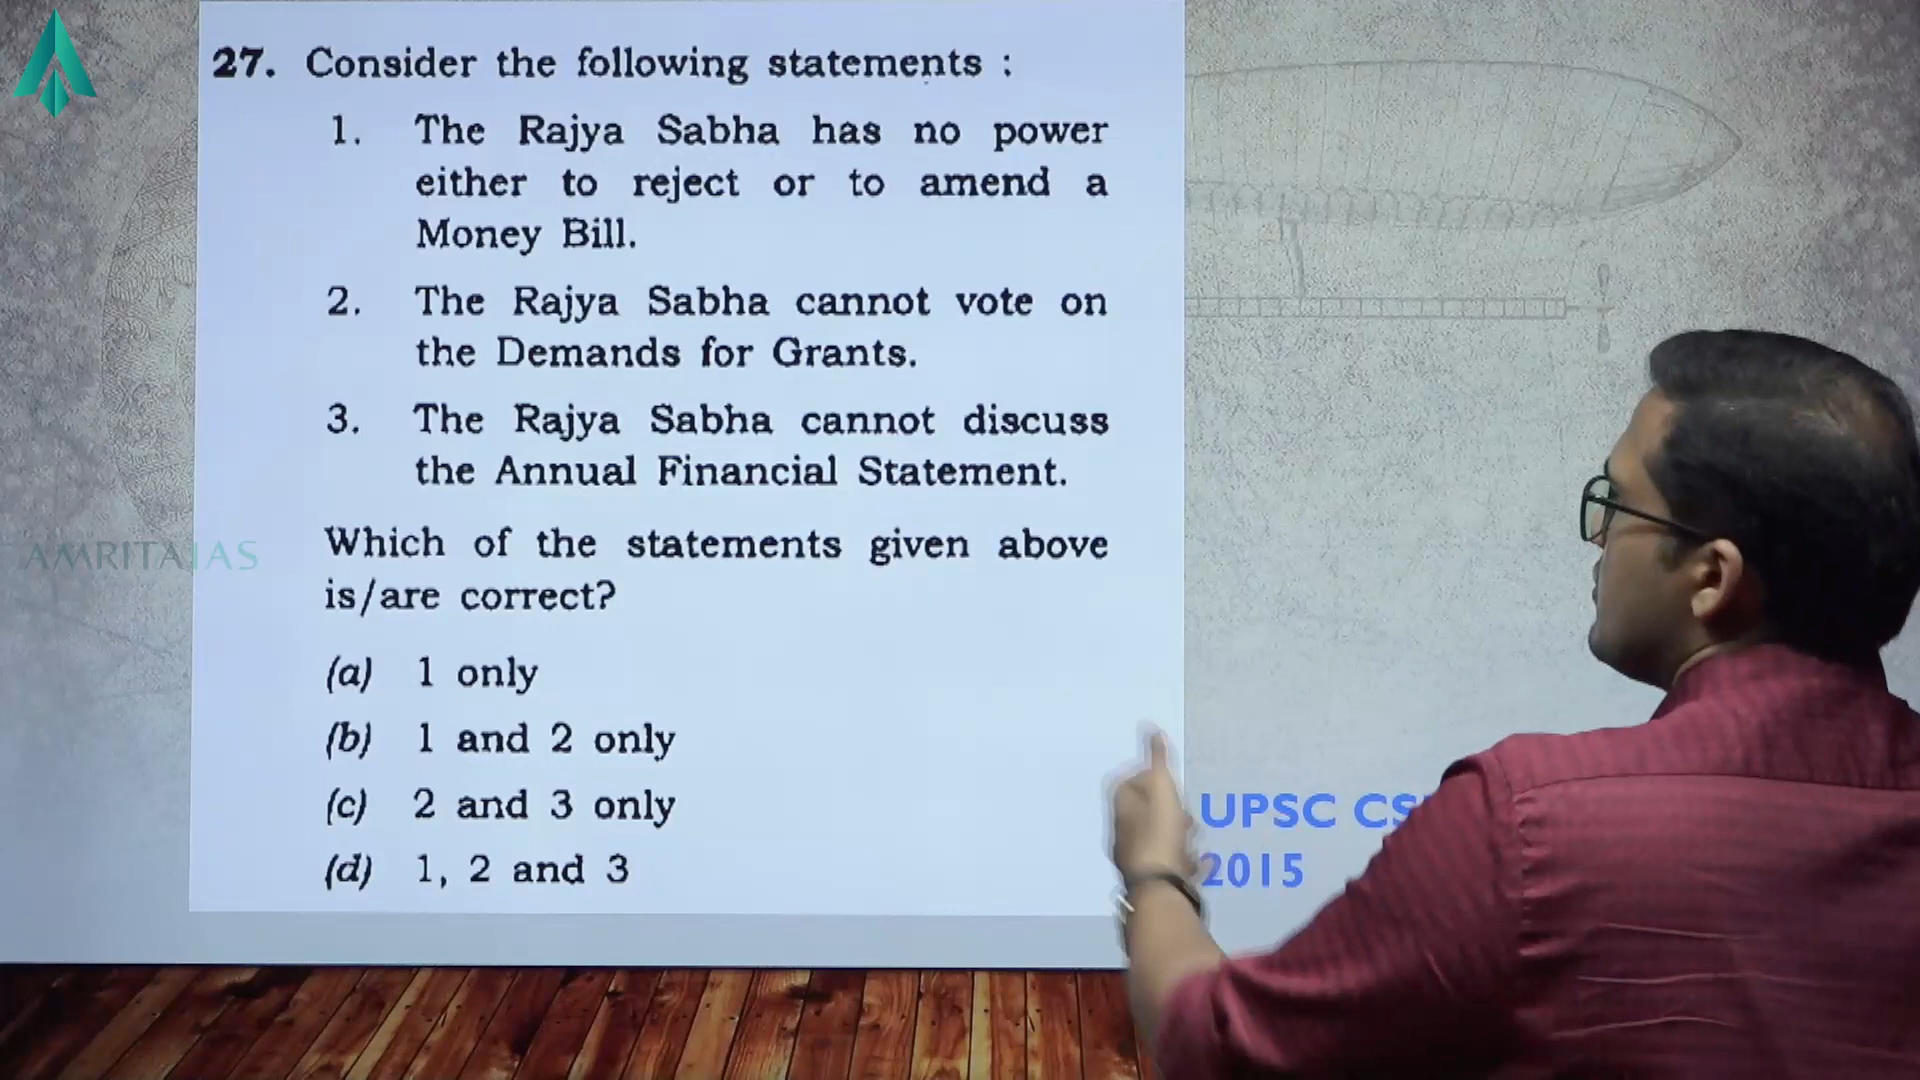 27. Consider the following statements :
1. The Rajya Sabha has no power
either to reject or to amend a
Money Bill.
2. The Rajya Sabha cannot vote on
the Demands for Grants.
3. The Rajya Sabha cannot discuss
the Annual Financial Statement.
AMRITA IAS
Which of the statements given above
is/are correct?
(a) 1 only
(b) 1 and 2 only
(c) 2 and 3 only
(d) 1, 2 and 3
UPSC
2015